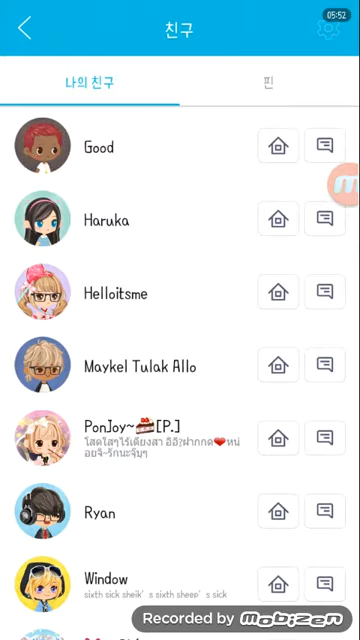 05:52
친구
나의 친구
핀
Good
Haruka
Helloitsme
Maykel Tulak Allo
PonJoy~🍰[P.]
โสดใสๆไร้เดียงสา อิอิ?ฝากกด❤หน่
อยจิ~รักนะจุ้บๆ
Ryan
Window
sixth sick sheik's sixth sheep's sick
Recorded by Mobizen